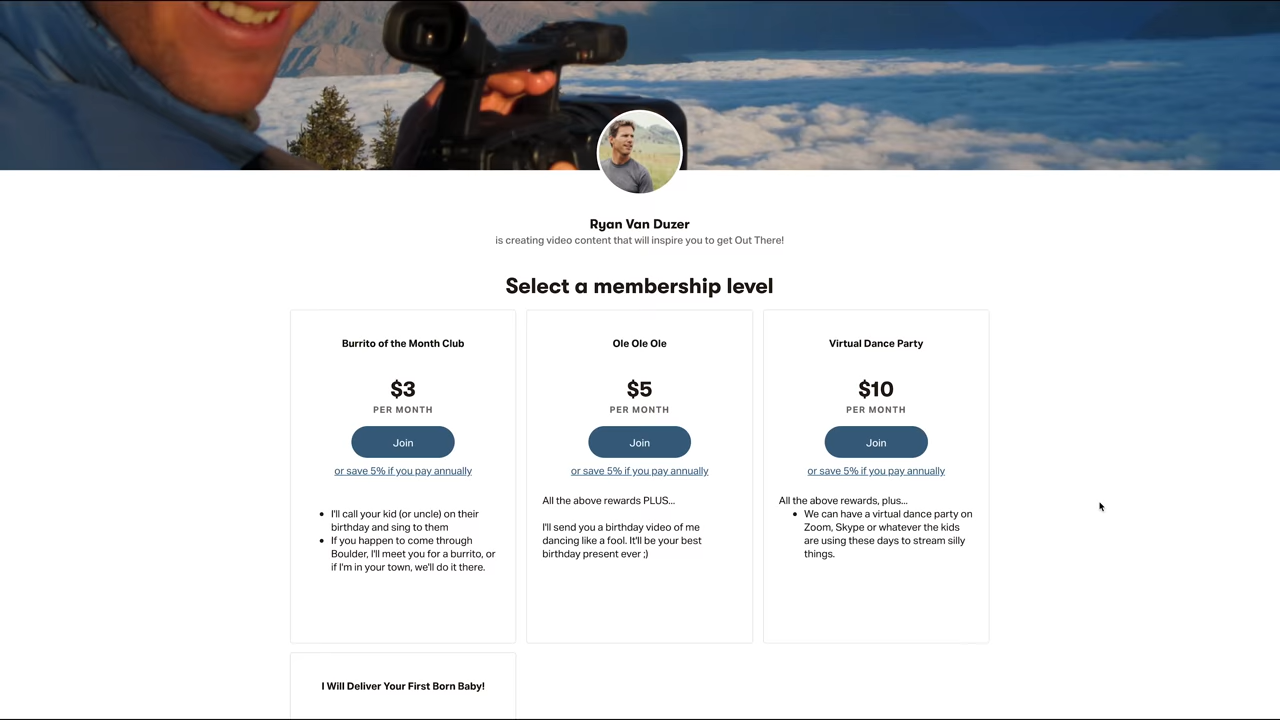 Ryan Van Duzer
is creating video content that will inspire you to get Out There!
Select a membership level
Burrito of the Month Club
$3
PER MONTH
Join
or save 5% if you pay annually
• I'll call your kid (or uncle) on their
birthday and sing to them
• If you happen to come through
Boulder, I'll meet you for a burrito, or
if I'm in your town, we'll do it there.
Ole Ole Ole
$5
PER MONTH
Join
or save 5% if you pay annually
All the above rewards PLUS...
I'll send you a birthday video of me
dancing like a fool. It'll be your best
birthday present ever ;)
Virtual Dance Party
$10
PER MONTH
Join
or save 5% if you pay annually
All the above rewards, plus...
• We can have a virtual dance party on
Zoom, Skype or whatever the kids
are using these days to stream silly
things.
I Will Deliver Your First Born Baby!